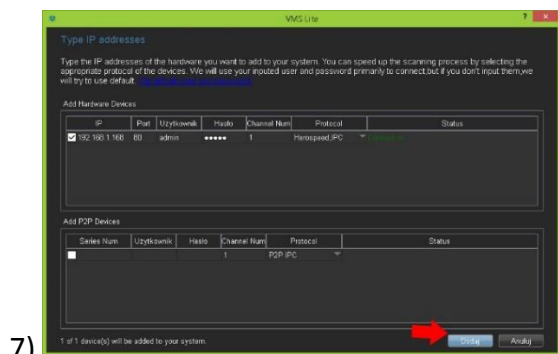 VMS Lite
Type IP addresses
Type the IP addresses of the hardware you want to add to your system. You can speed up the scanning process by selecting the
appropriate protocol of the devices. We will use your inputed user and password primarily to connect,but if you don't input them,we
will try to use default.
Add Hardware Devices
IP Port Użytkownik Hasło Channel Num Protocol Status
192.168.1.168 80 admin ●●●●● 1 Herospeed,IPC
Add P2P Devices
Series Num Użytkownik Hasło Channel Num Protocol Status
1 P2P IPC
1 of 1 device(s) will be added to your system.
Dodaj Anuluj
7)